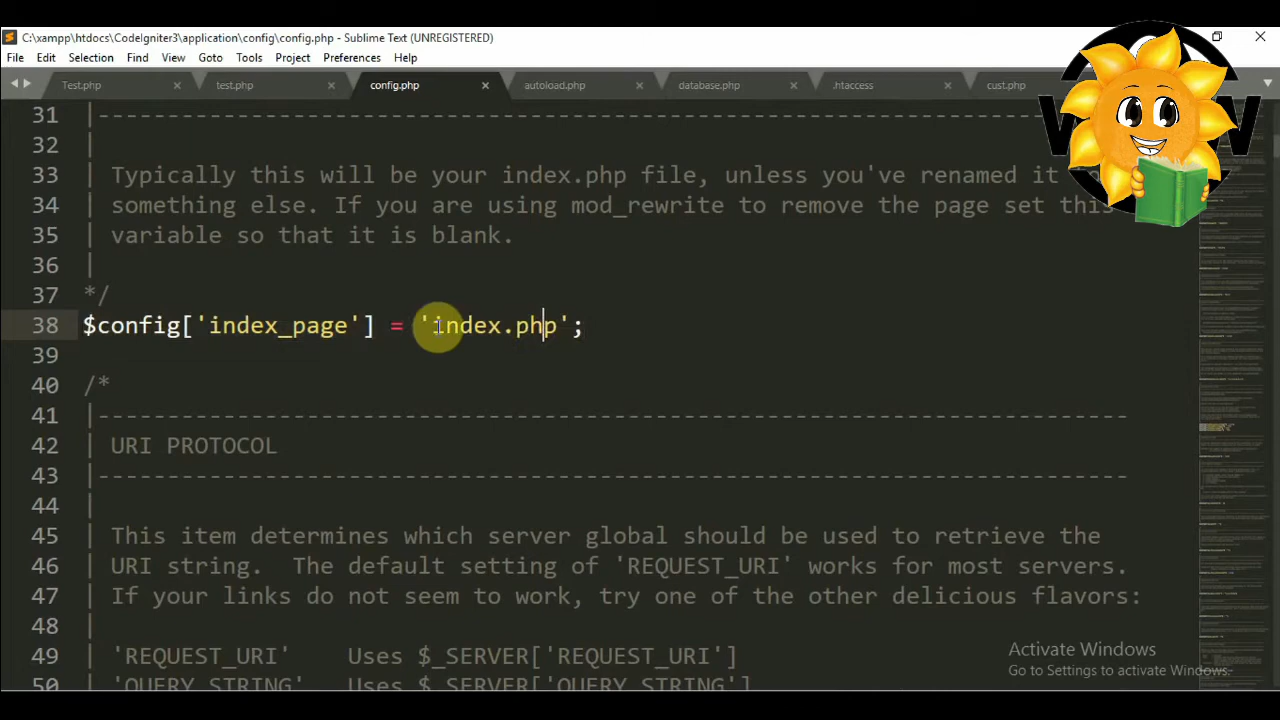 C:\xampp\htdocs\CodeIgniter3\application\config\config.php - Sublime Text (UNREGISTERED)
File Edit Selection Find View Goto Tools Project Preferences Help
Test.php test.php config.php autoload.php database.php .htaccess cust.php
31 |--------------------------------------------------------------------------
32 |
33 | Typically this will be your index.php file, unless you've renamed it
34 | something else. If you are using mod_rewrite to remove the page set this
35 | variable so that it is blank.
36 |
37 */
38 $config['index_page'] = 'index.php';
39
40 /*
41 |--------------------------------------------------------------------------
42 | URI PROTOCOL
43 |--------------------------------------------------------------------------
44 |
45 | This item determines which server global should be used to retrieve the
46 | URI string.  The default setting of 'REQUEST_URI' works for most servers.
47 | If your links do not seem to work, try one of the other delicious flavors:
48 |
49 | 'REQUEST_URI'    Uses $_SERVER['REQUEST_URI']
50 | 'QUERY_STRING'   Uses $_SERVER['QUERY_STRING']
Activate Windows
Go to Settings to activate Windows.